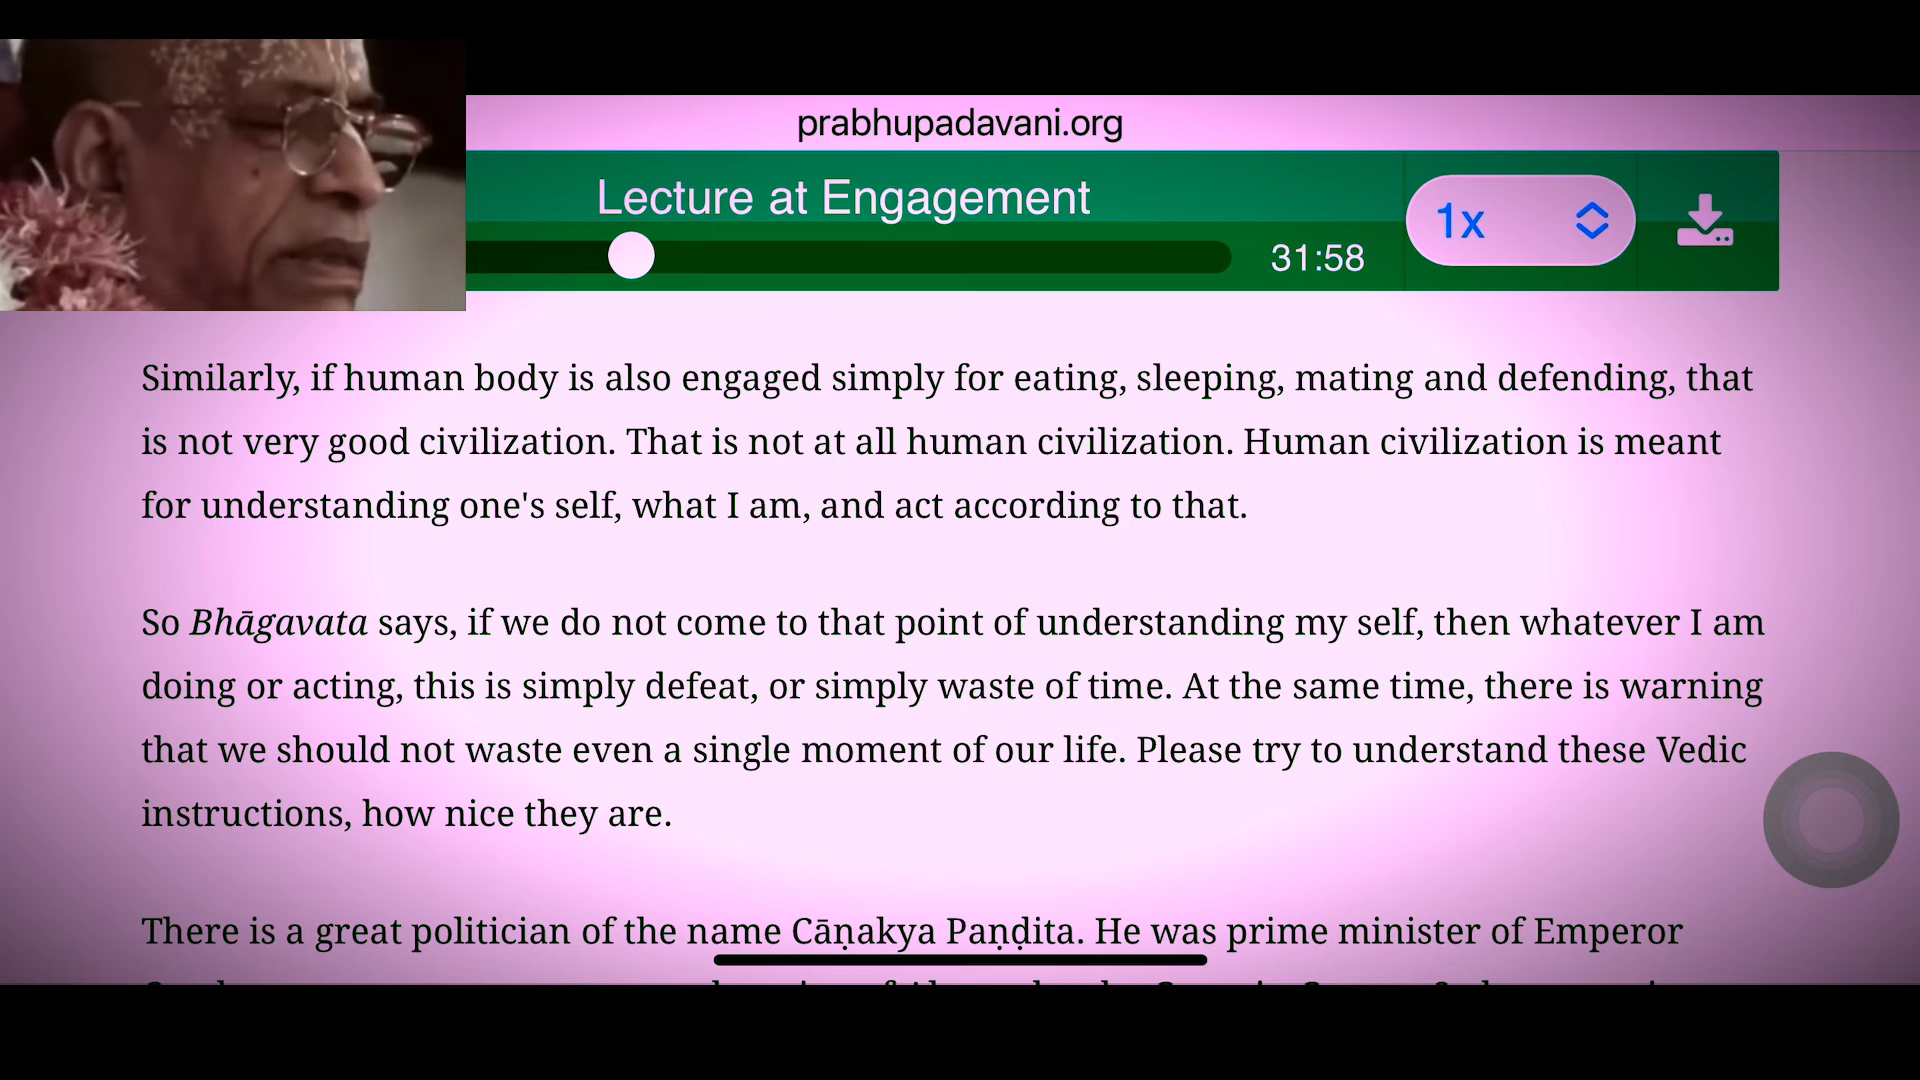 prabhupadavani.org
Lecture at Engagement
31:58
1x
Similarly, if human body is also engaged simply for eating, sleeping, mating and defending, that
is not very good civilization. That is not at all human civilization. Human civilization is meant
for understanding one's self, what I am, and act according to that.
So Bhāgavata says, if we do not come to that point of understanding my self, then whatever I am
doing or acting, this is simply defeat, or simply waste of time. At the same time, there is warning
that we should not waste even a single moment of our life. Please try to understand these Vedic
instructions, how nice they are.
There is a great politician of the name Cāṇakya Paṇḍita. He was prime minister of Emperor